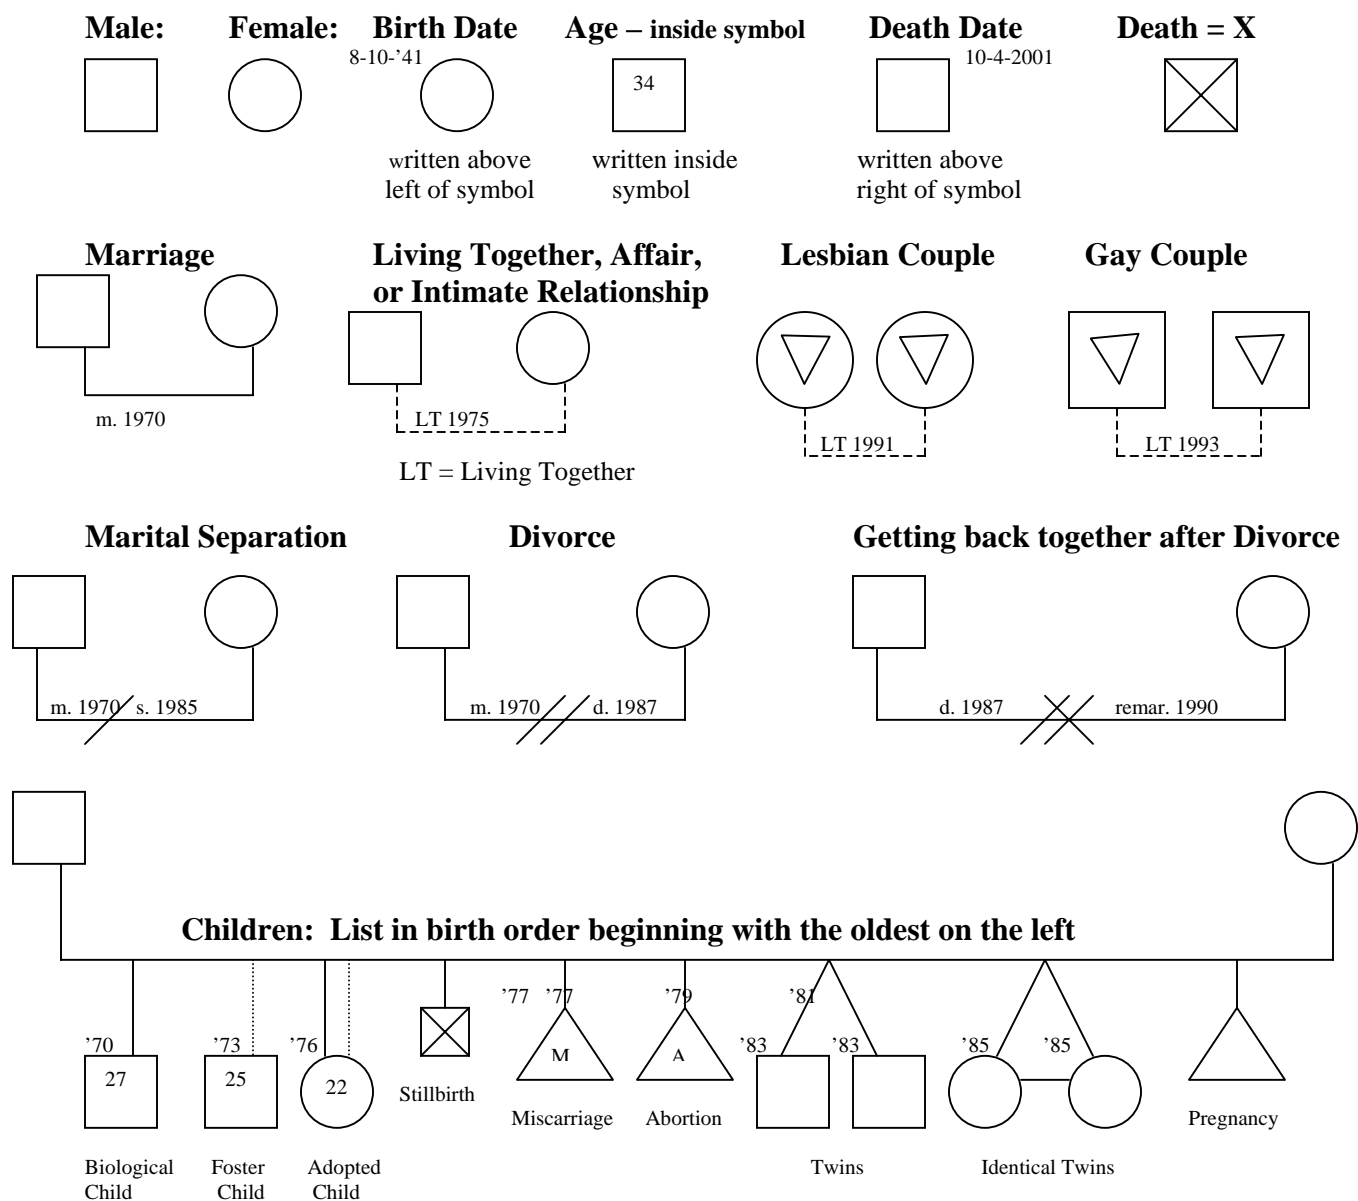 Male: Female: Birth Date Age – inside symbol Death Date Death = X
8-10-’41 10-4-2001
34
written above written inside written above
left of symbol symbol right of symbol
Marriage Living Together, Affair, Lesbian Couple Gay Couple
or Intimate Relationship
m. 1970 LT 1975 LT 1991 LT 1993
LT = Living Together
Marital Separation Divorce Getting back together after Divorce
m. 1970 s. 1985 m. 1970 d. 1987 d. 1987 remar. 1990
Children: List in birth order beginning with the oldest on the left
’77 ’77 ’79 ’81
’70 ’73 ’76 ’83 ’83 ’85 ’85
27 25 22 M A
Stillbirth
Miscarriage Abortion Pregnancy
Biological Foster Adopted Twins Identical Twins
Child Child Child